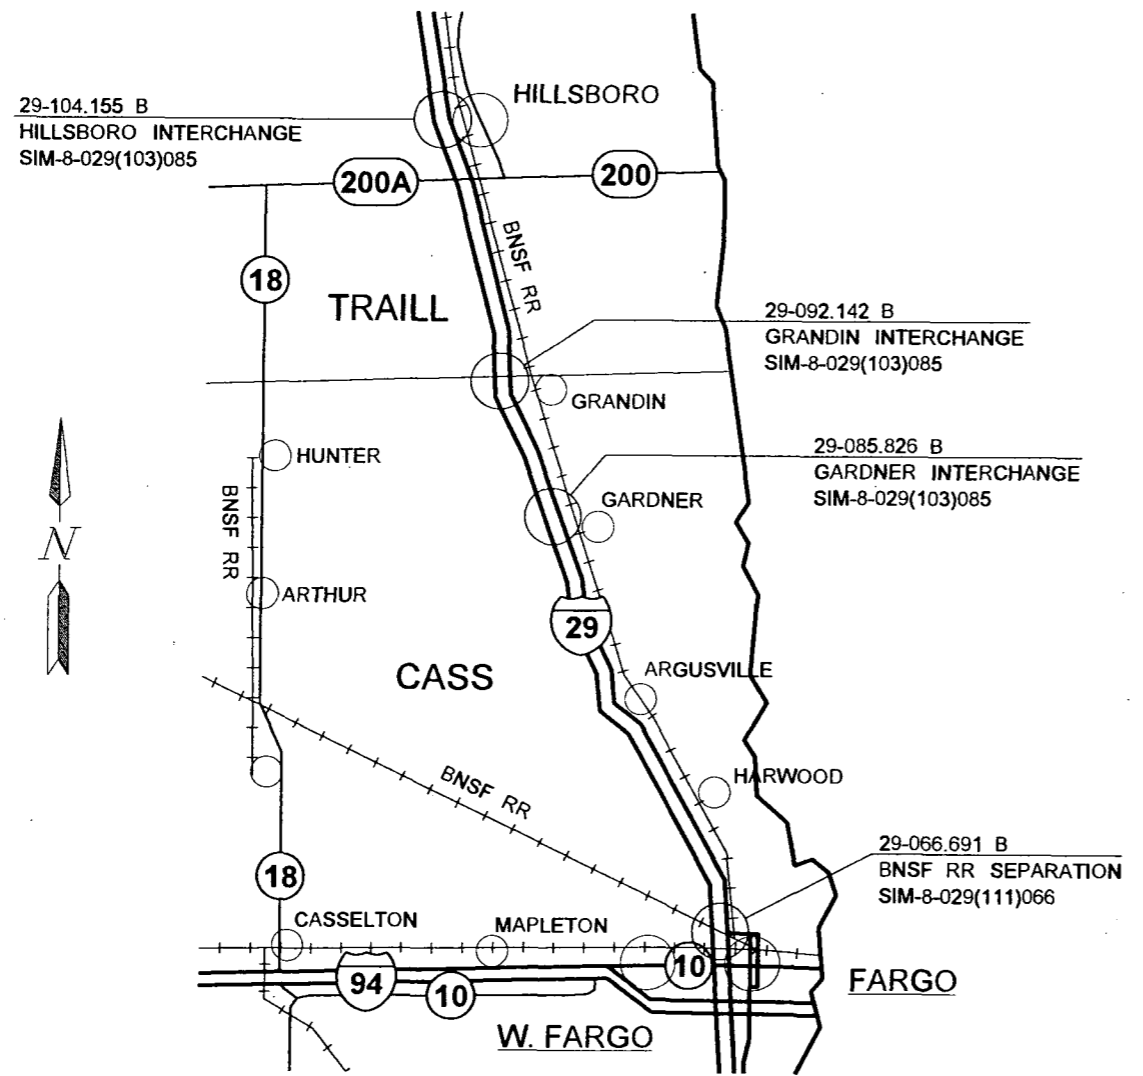 HILLSBORO
29-104.155 B
HILLSBORO INTERCHANGE
SIM-8-029(103)085
200A
200
BNSF RR
18
TRAILL
29-092.142 B
GRANDIN INTERCHANGE
SIM-8-029(103)085
GRANDIN
HUNTER
29-085.826 B
GARDNER INTERCHANGE
SIM-8-029(103)085
GARDNER
BNSF RR
N
ARTHUR
29
CASS
ARGUSVILLE
BNSF RR
HARWOOD
29-066.691 B
BNSF RR SEPARATION
SIM-8-029(111)066
18
CASSELTON
MAPLETON
10
94
10
FARGO
W. FARGO